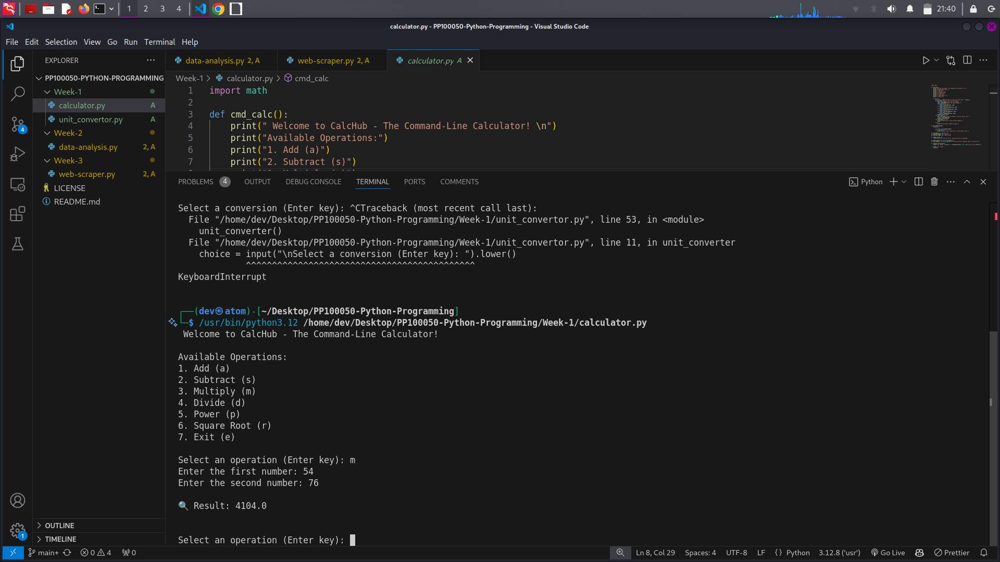 1 2 3 4 21:40
calculator.py - PP100050-Python-Programming - Visual Studio Code
File Edit Selection View Go Run Terminal Help
EXPLORER ···
PP100050-PYTHON-PROGRAMMING
Week-1
calculator.py A
unit_convertor.py A
Week-2
data-analysis.py 2, A
Week-3
web-scraper.py 2, A
LICENSE
README.md
OUTLINE
TIMELINE
4
1
data-analysis.py 2, A web-scraper.py 2, A calculator.py A
Week-1 > calculator.py > cmd_calc
1 import math
2
3 def cmd_calc():
4 print(" Welcome to CalcHub - The Command-Line Calculator! \n")
5 print("Available Operations:")
6 print("1. Add (a)")
7 print("2. Subtract (s)")
PROBLEMS 4 OUTPUT DEBUG CONSOLE TERMINAL PORTS COMMENTS Python
Select a conversion (Enter key): ^CTraceback (most recent call last):
File "/home/dev/Desktop/PP100050-Python-Programming/Week-1/unit_convertor.py", line 53, in <module>
unit_converter()
File "/home/dev/Desktop/PP100050-Python-Programming/Week-1/unit_convertor.py", line 11, in unit_converter
choice = input("\nSelect a conversion (Enter key): ").lower()
^^^^^^^^^^^^^^^^^^^^^^^^^^^^^^^^^^^^^^^^^^^^
KeyboardInterrupt
┌──(dev㉿atom)-[~/Desktop/PP100050-Python-Programming]
└─$ /usr/bin/python3.12 /home/dev/Desktop/PP100050-Python-Programming/Week-1/calculator.py
Welcome to CalcHub - The Command-Line Calculator!
Available Operations:
1. Add (a)
2. Subtract (s)
3. Multiply (m)
4. Divide (d)
5. Power (p)
6. Square Root (r)
7. Exit (e)
Select an operation (Enter key): m
Enter the first number: 54
Enter the second number: 76
🔍 Result: 4104.0
Select an operation (Enter key):
main+ 0 4 0 Ln 8, Col 29 Spaces: 4 UTF-8 LF {} Python 3.12.8 ('usr') Go Live Prettier